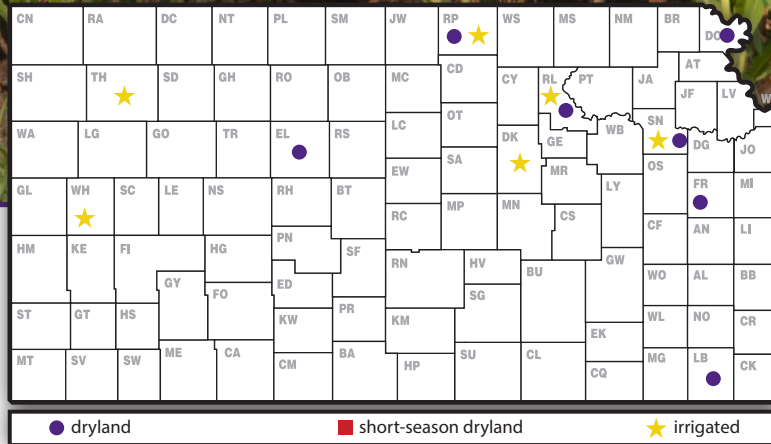 CN RA DC NT PL SM JW RP WS MS NM BR
SH TH SD GH RO OB MC CD CY RL PT JA AT
JF LV
WA LG GO TR EL RS LC OT DK GE WB SN DG JO
EW SA MR OS
GL WH SC LE NS RH BT RC MP MN CS LY FR MI
CF AN LI
HM KE FI HG PN SF RN HV BU GW
GY FO ED SG WO AL BB
ST GT HS KW PR KM EK WL NO CR
MT SV SW ME CA CM BA HP SU CL CQ MG LB CK
dryland short-season dryland irrigated